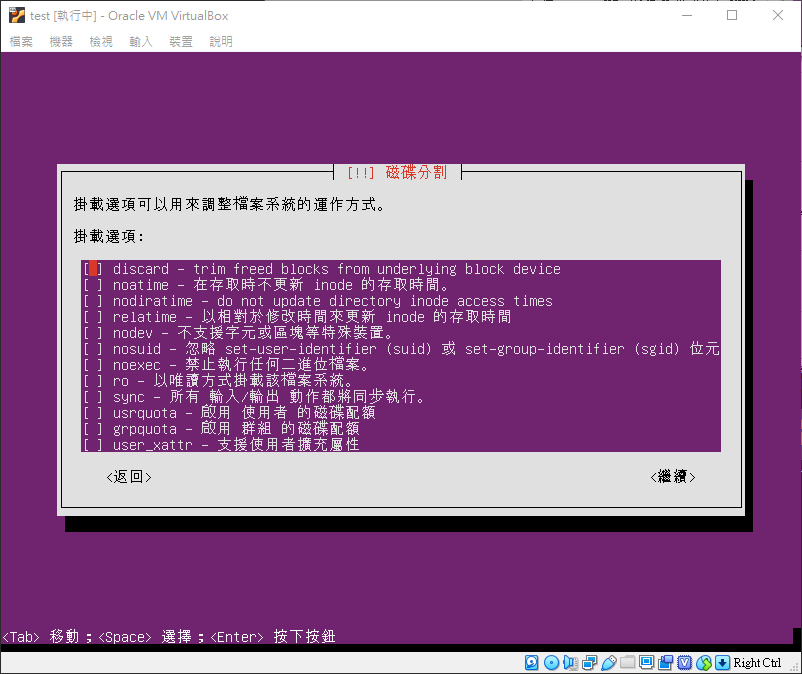 test [執行中] - Oracle VM VirtualBox
檔案 機器 檢視 輸入 裝置 說明
[!!] 磁碟分割
掛載選項可以用來調整檔案系統的運作方式。
掛載選項:
[ ] discard - trim freed blocks from underlying block device
[ ] noatime - 在存取時不更新 inode 的存取時間。
[ ] nodiratime - do not update directory inode access times
[ ] relatime - 以相對於修改時間來更新 inode 的存取時間
[ ] nodev - 不支援字元或區塊等特殊裝置。
[ ] nosuid - 忽略 set-user-identifier (suid) 或 set-group-identifier (sgid) 位元
[ ] noexec - 禁止執行任何二進位檔案。
[ ] ro - 以唯讀方式掛載該檔案系統。
[ ] sync - 所有 輸入/輸出 動作都將同步執行。
[ ] usrquota - 啟用 使用者 的磁碟配額
[ ] grpquota - 啟用 群組 的磁碟配額
[ ] user_xattr - 支援使用者擴充屬性
<返回> <繼續>
<Tab> 移動；<Space> 選擇；<Enter> 按下按鈕
Right Ctrl